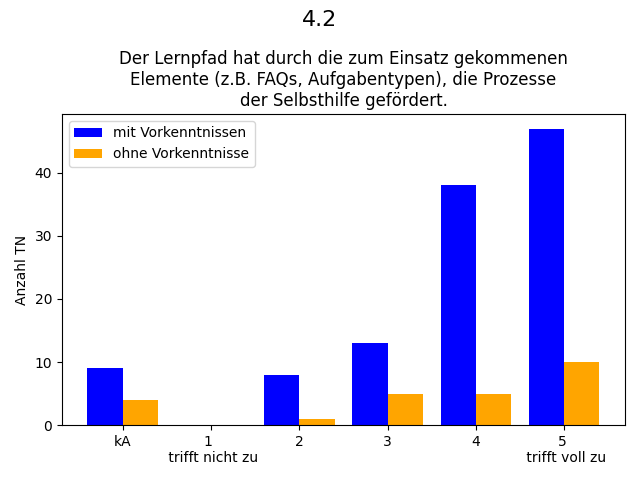 4.2
Der Lernpfad hat durch die zum Einsatz gekommenen
Elemente (z.B. FAQs, Aufgabentypen), die Prozesse
der Selbsthilfe gefördert.
mit Vorkenntnissen
ohne Vorkenntnisse
Anzahl TN
40
30
20
10
0
kA 1 2 3 4 5
trifft nicht zu trifft voll zu